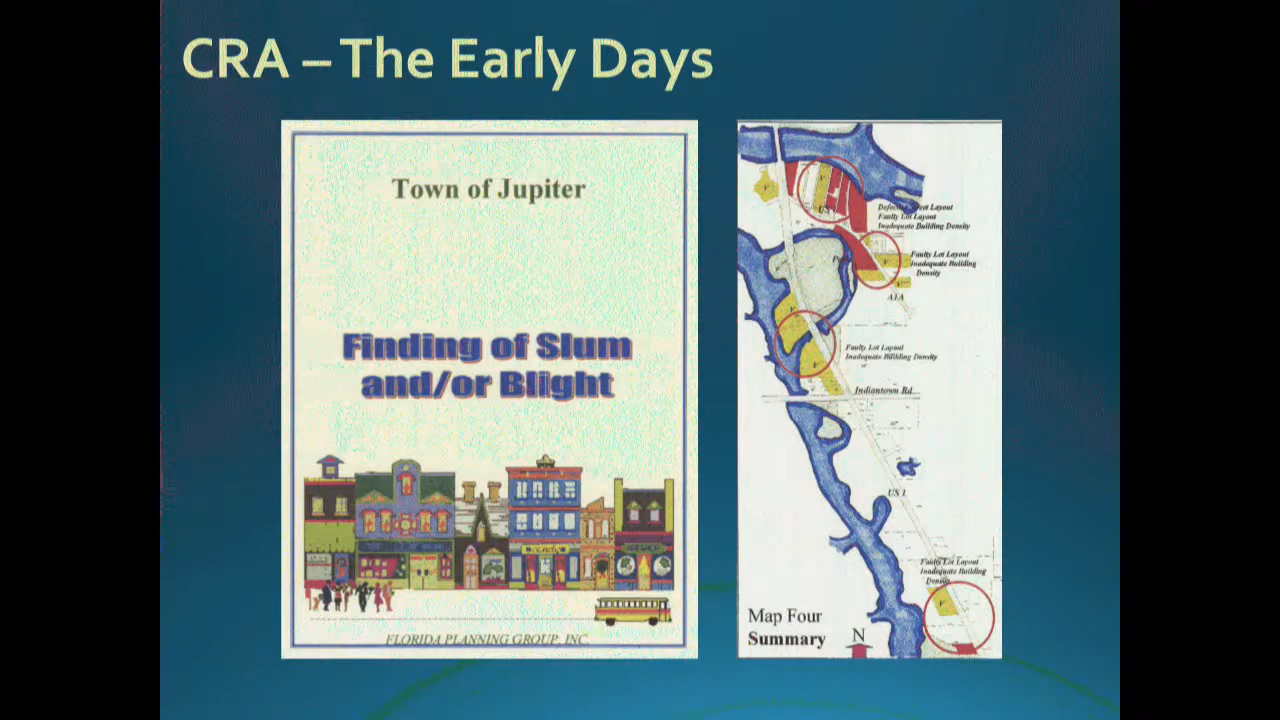 CRA – The Early Days
Town of Jupiter
Finding of Slum
and/or Blight
FLORIDA PLANNING GROUP, INC.
Layout
Faulty Lot Layout
Inadequate Building Density
Faulty Lot Layout
Inadequate Building
Density
A1A
Faulty Lot Layout
Inadequate Building Density
Indiantown Rd.
US 1
Faulty Lot Layout
Inadequate Building
Density
Map Four
Summary
N